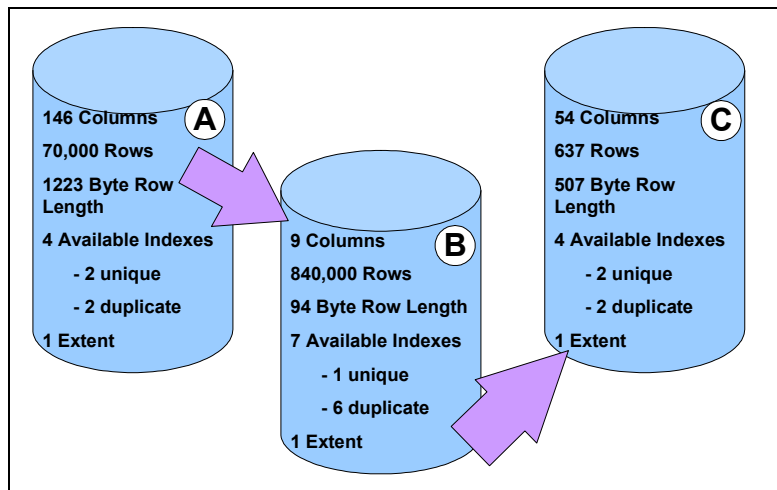 A
146 Columns
70,000 Rows
1223 Byte Row
Length
4 Available Indexes
- 2 unique
- 2 duplicate
1 Extent
B
9 Columns
840,000 Rows
94 Byte Row Length
7 Available Indexes
- 1 unique
- 6 duplicate
1 Extent
C
54 Columns
637 Rows
507 Byte Row
Length
4 Available Indexes
- 2 unique
- 2 duplicate
1 Extent